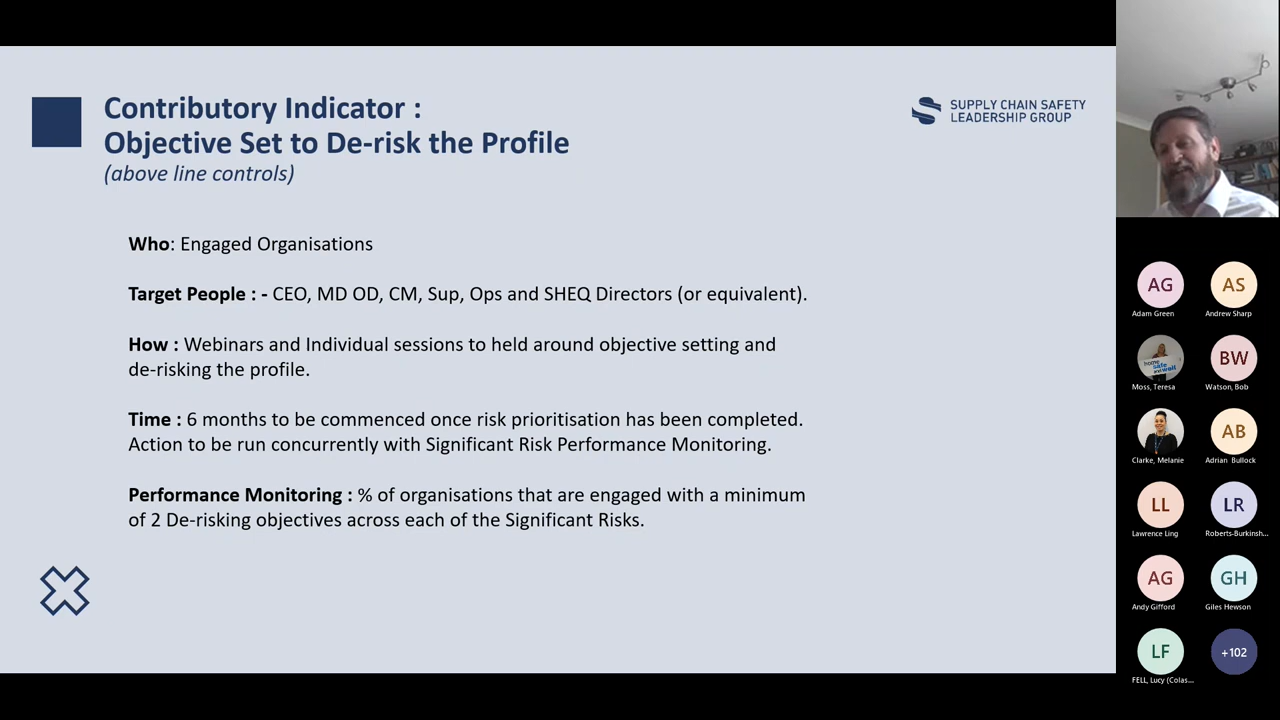 Contributory Indicator :
Objective Set to De-risk the Profile
(above line controls)
SUPPLY CHAIN SAFETY
LEADERSHIP GROUP
Who: Engaged Organisations
Target People : - CEO, MD OD, CM, Sup, Ops and SHEQ Directors (or equivalent).
How : Webinars and Individual sessions to held around objective setting and
de-risking the profile.
Time : 6 months to be commenced once risk prioritisation has been completed.
Action to be run concurrently with Significant Risk Performance Monitoring.
Performance Monitoring : % of organisations that are engaged with a minimum
of 2 De-risking objectives across each of the Significant Risks.
AG
Adam Green
AS
Andrew Sharp
home
safe and well
Moss, Teresa
BW
Watson, Bob
Clarke, Melanie
AB
Adrian Bullock
LL
Lawrence Ling
LR
Roberts-Burkinsh...
AG
Andy Gifford
GH
Giles Hewson
LF
FELL, Lucy (Colas...
+102